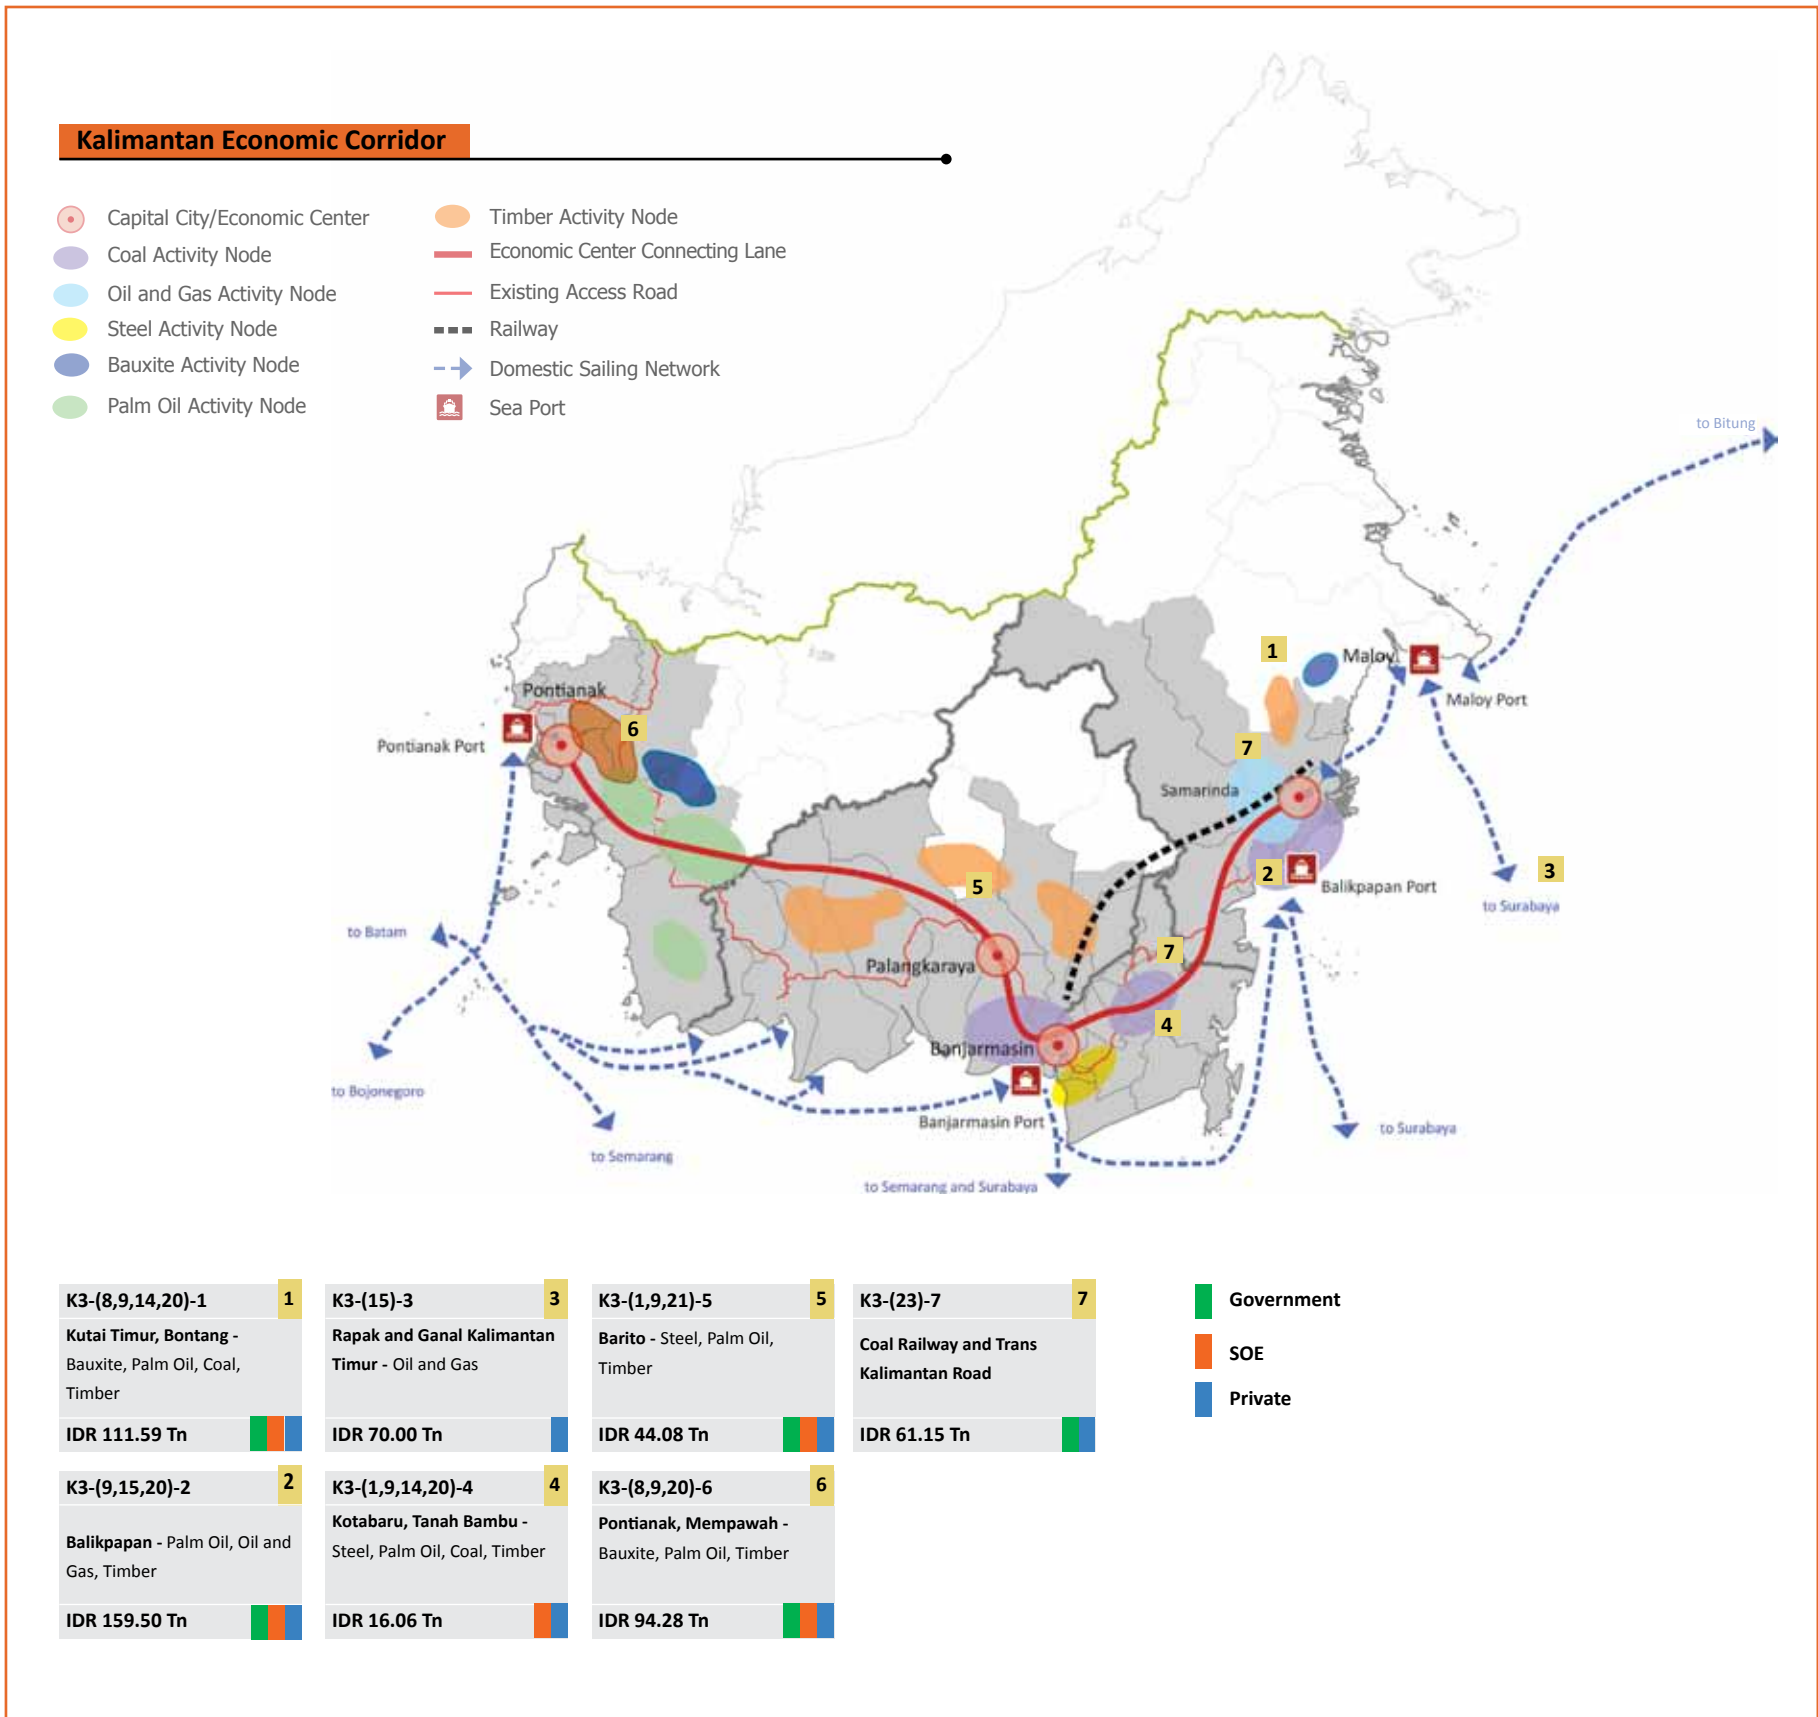 Kalimantan Economic Corridor
Capital City/Economic Center
Coal Activity Node
Oil and Gas Activity Node
Steel Activity Node
Bauxite Activity Node
Palm Oil Activity Node
Timber Activity Node
Economic Center Connecting Lane
Existing Access Road
Railway
Domestic Sailing Network
Sea Port
to Bitung
1
Maloy
Maloy Port
Pontianak
6
Pontianak Port
7
Samarinda
2
Balikpapan Port
3
to Surabaya
5
to Batam
7
Palangkaraya
4
Banjarmasin
to Bojonegoro
Banjarmasin Port
to Surabaya
to Semarang
to Semarang and Surabaya
K3-(8,9,14,20)-1
1
Kutai Timur, Bontang -
Bauxite, Palm Oil, Coal,
Timber
IDR 111.59 Tn
K3-(15)-3
3
Rapak and Ganal Kalimantan
Timur - Oil and Gas
IDR 70.00 Tn
K3-(1,9,21)-5
5
Barito - Steel, Palm Oil,
Timber
IDR 44.08 Tn
K3-(23)-7
7
Coal Railway and Trans
Kalimantan Road
IDR 61.15 Tn
Government
SOE
Private
K3-(9,15,20)-2
2
Balikpapan - Palm Oil, Oil and
Gas, Timber
IDR 159.50 Tn
K3-(1,9,14,20)-4
4
Kotabaru, Tanah Bambu -
Steel, Palm Oil, Coal, Timber
IDR 16.06 Tn
K3-(8,9,20)-6
6
Pontianak, Mempawah -
Bauxite, Palm Oil, Timber
IDR 94.28 Tn